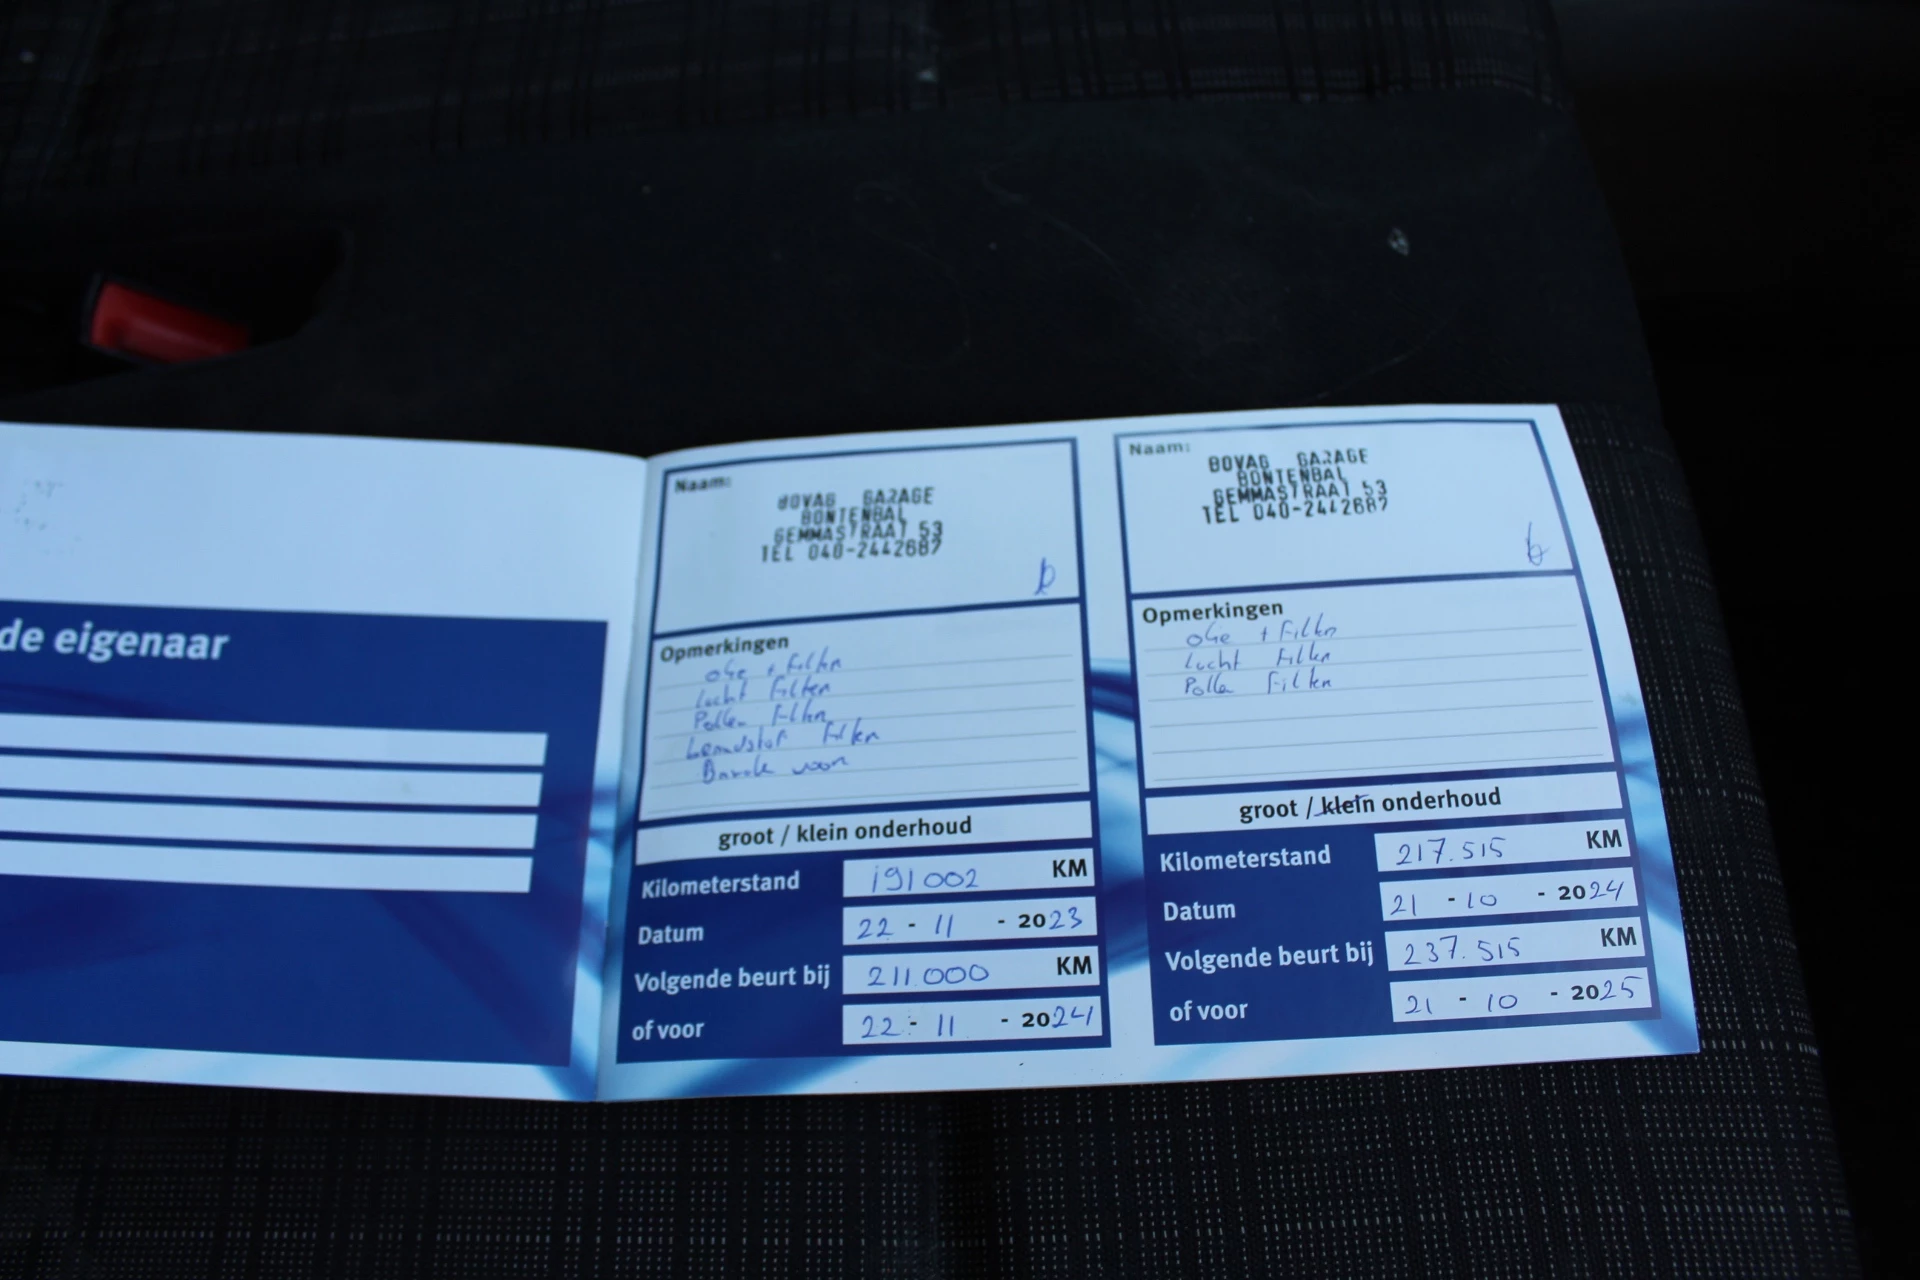 de eigenaar
Naam:
BOVAG GARAGE
BONTENBAL
GEMMASTRAAT 53
TEL 040-2442687
Opmerkingen
olie + filter
lucht filter
Pollen filter
brandstof filter
Banden voor
groot / klein onderhoud
Kilometerstand 191002 KM
Datum 22 - 11 - 2023
Volgende beurt bij 211.000 KM
of voor 22 - 11 - 2024
Naam:
BOVAG GARAGE
BONTENBAL
GEMMASTRAAT 53
TEL 040-2442687
Opmerkingen
olie + filter
lucht filter
Pollen filter
groot / klein onderhoud
Kilometerstand 217.515 KM
Datum 21 - 10 - 2024
Volgende beurt bij 237.515 KM
of voor 21 - 10 - 2025